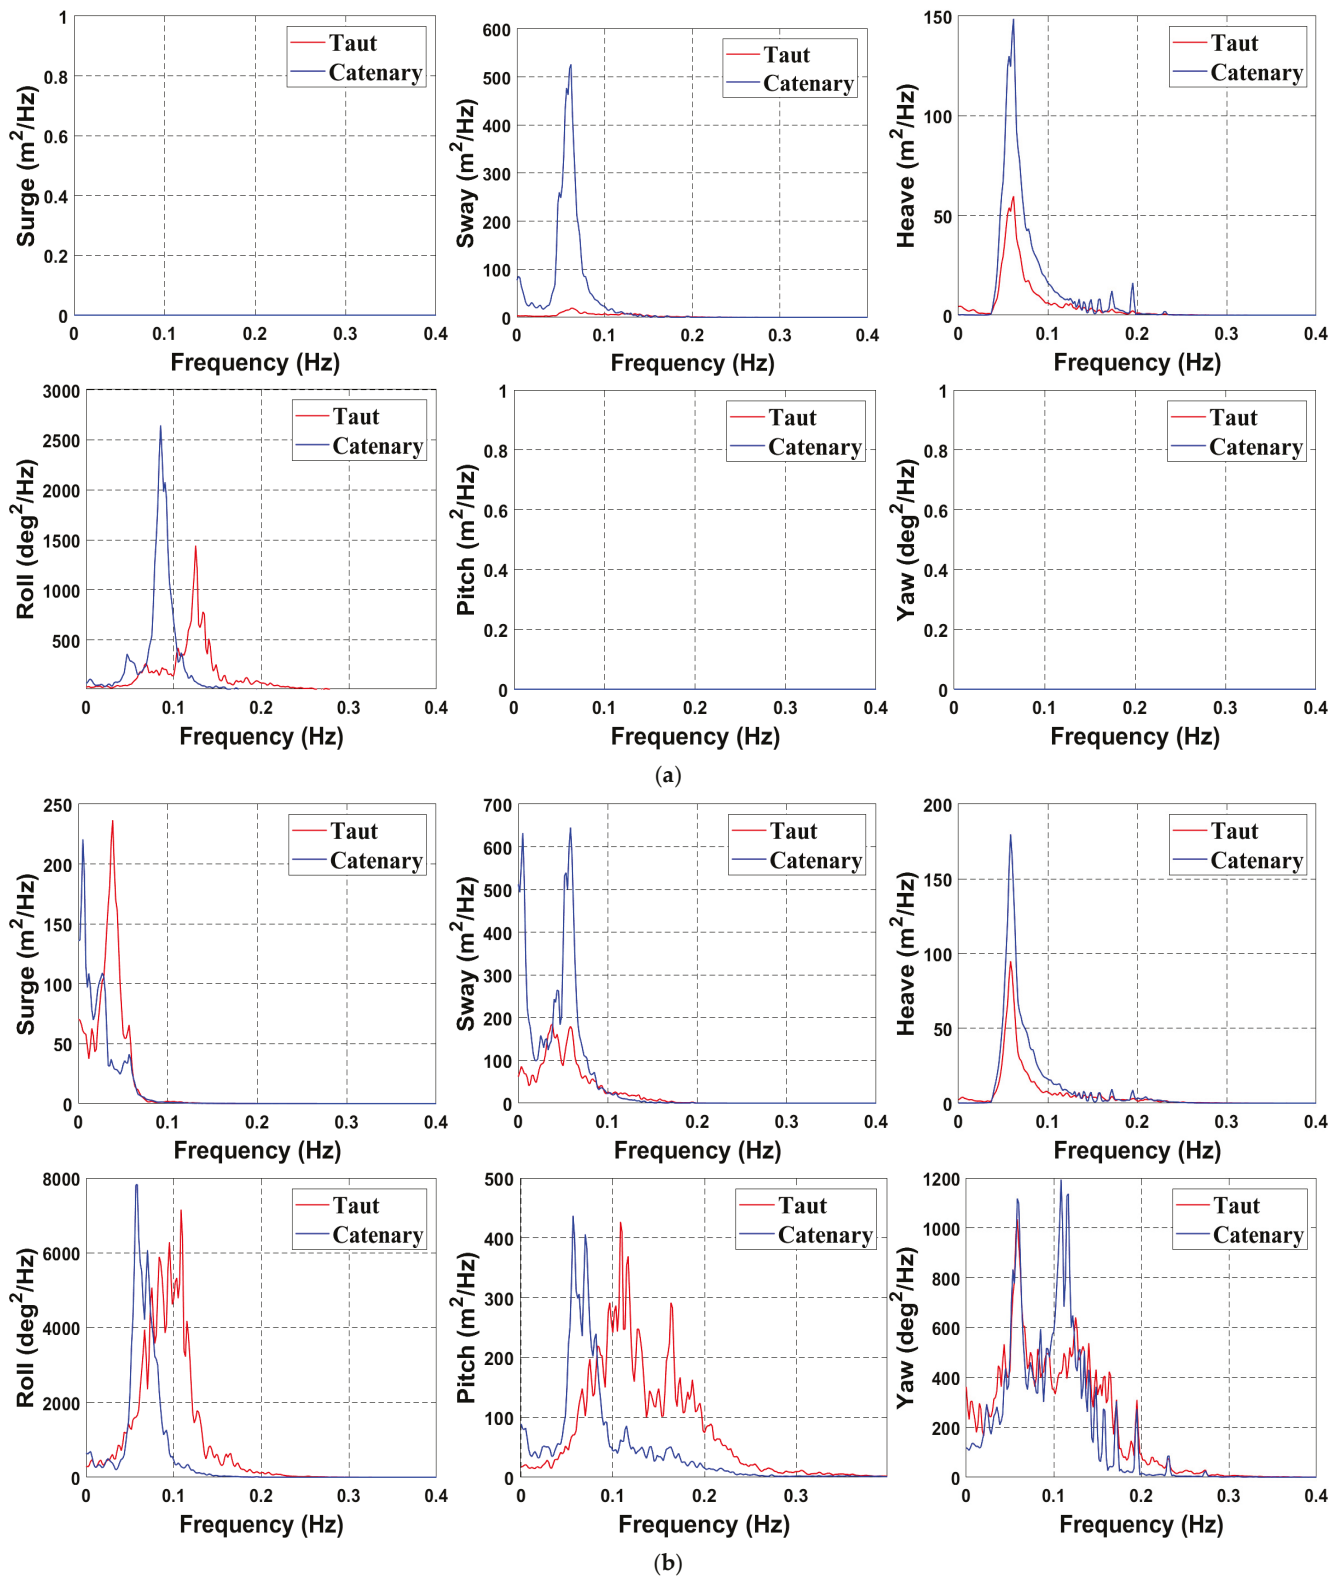 1
0.8
0.6
0.4
0.2
0
Surge (m²/Hz)
Taut
Catenary
0 0.1 0.2 0.3 0.4
Frequency (Hz)
600
500
400
300
200
100
0
Sway (m²/Hz)
Taut
Catenary
0 0.1 0.2 0.3 0.4
Frequency (Hz)
150
100
50
0
Heave (m²/Hz)
Taut
Catenary
0 0.1 0.2 0.3 0.4
Frequency (Hz)
3000
2500
2000
1500
1000
500
Roll (deg²/Hz)
Taut
Catenary
0 0.1 0.2 0.3 0.4
Frequency (Hz)
1
0.8
0.6
0.4
0.2
0
Pitch (m²/Hz)
Taut
Catenary
0 0.1 0.2 0.3 0.4
Frequency (Hz)
1
0.8
0.6
0.4
0.2
0
Yaw (deg²/Hz)
Taut
Catenary
0 0.1 0.2 0.3 0.4
Frequency (Hz)
(a)
250
200
150
100
50
0
Surge (m²/Hz)
Taut
Catenary
0 0.1 0.2 0.3 0.4
Frequency (Hz)
700
600
500
400
300
200
100
0
Sway (m²/Hz)
Taut
Catenary
0 0.1 0.2 0.3 0.4
Frequency (Hz)
200
150
100
50
0
Heave (m²/Hz)
Taut
Catenary
0 0.1 0.2 0.3 0.4
Frequency (Hz)
8000
6000
4000
2000
0
Roll (deg²/Hz)
Taut
Catenary
0 0.1 0.2 0.3 0.4
Frequency (Hz)
500
400
300
200
100
0
Pitch (m²/Hz)
Taut
Catenary
0 0.1 0.2 0.3
Frequency (Hz)
1200
1000
800
600
400
200
0
Yaw (deg²/Hz)
Taut
Catenary
0 0.1 0.2 0.3 0.4
Frequency (Hz)
(b)